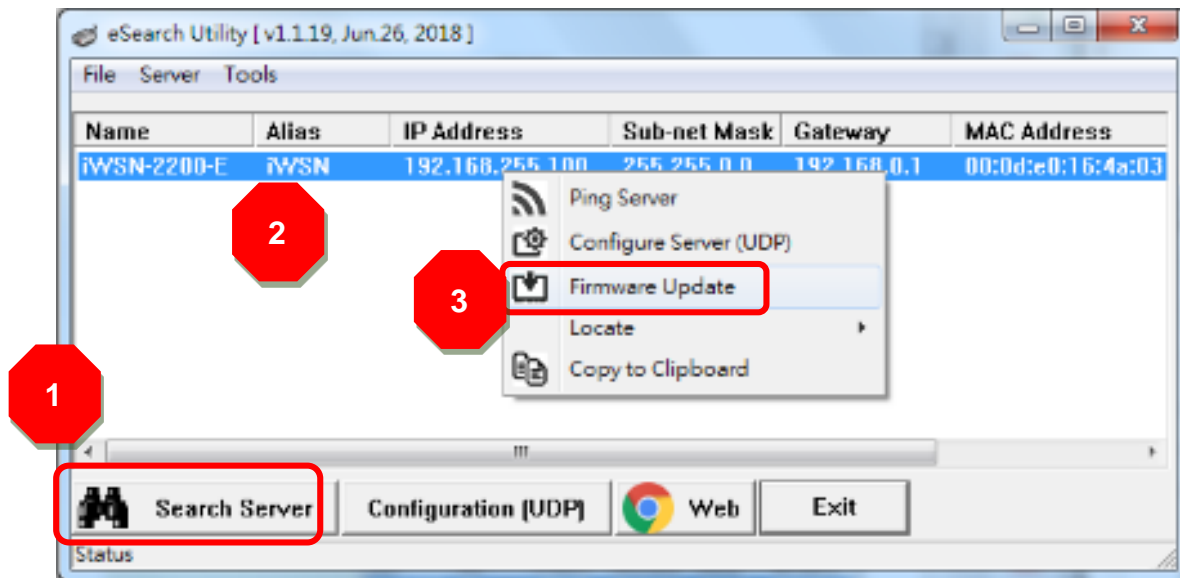 eSearch Utility [ v1.1.19, Jun.26, 2018 ]
File Server Tools
Name Alias IP Address Sub-net Mask Gateway MAC Address
iWSN-2200-E iWSN 192.168.255.100 255.255.0.0 192.168.0.1 00:0d:e0:16:4a:03
Ping Server
2
Configure Server (UDP)
3
Firmware Update
Locate
Copy to Clipboard
1
Search Server Configuration (UDP) Web Exit
Status